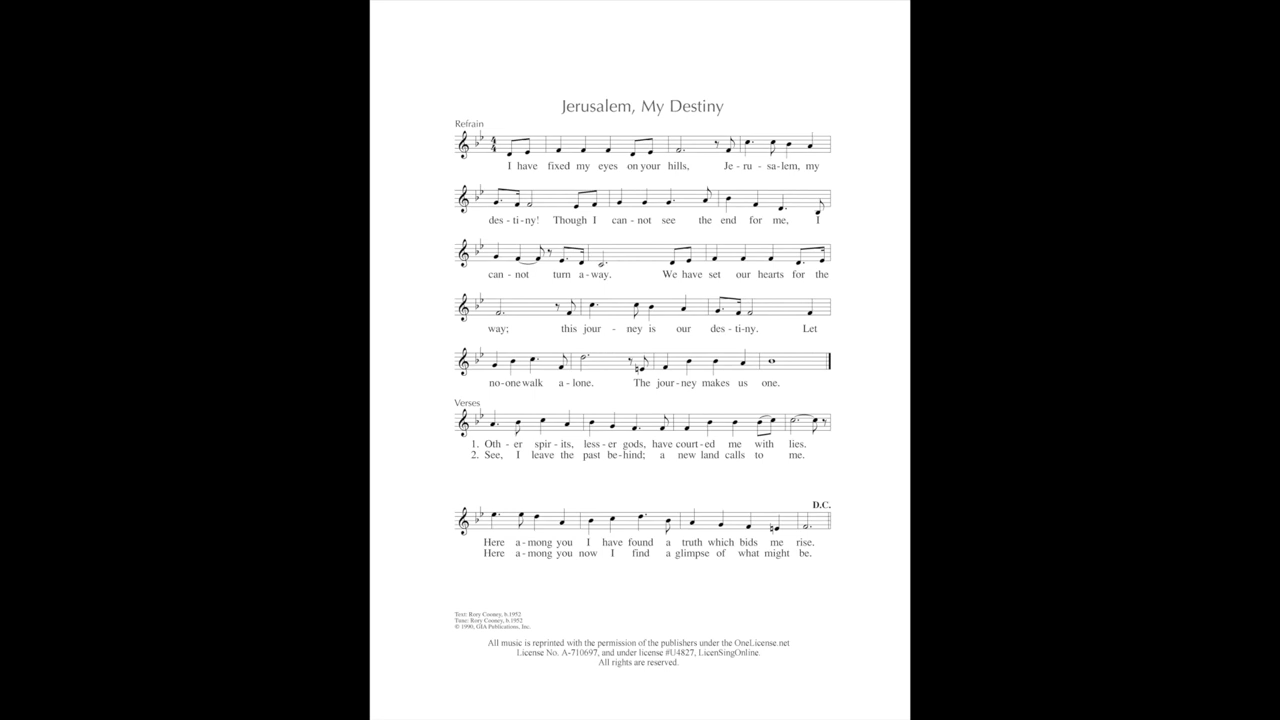 Jerusalem, My Destiny
Refrain
I have fixed my eyes on your hills, Je - ru - sa - lem, my
des - ti - ny! Though I can - not see the end for me, I
can - not turn a - way. We have set our hearts for the
way; this jour - ney is our des - ti - ny. Let
no - one walk a - lone. The jour - ney makes us one.
Verses
1. Oth - er spir - its, less - er gods, have court - ed me with lies.
2. See, I leave the past be - hind; a new land calls to me.
D.C.
Here a - mong you I have found a truth which bids me rise.
Here a - mong you now I find a glimpse of what might be.
Text: Rory Cooney, b.1952
Tune: Rory Cooney, b.1952
© 1990, GIA Publications, Inc.
All music is reprinted with the permission of the publishers under the OneLicense.net
License No. A-710697, and under license #U4827, LicenSingOnline.
All rights are reserved.